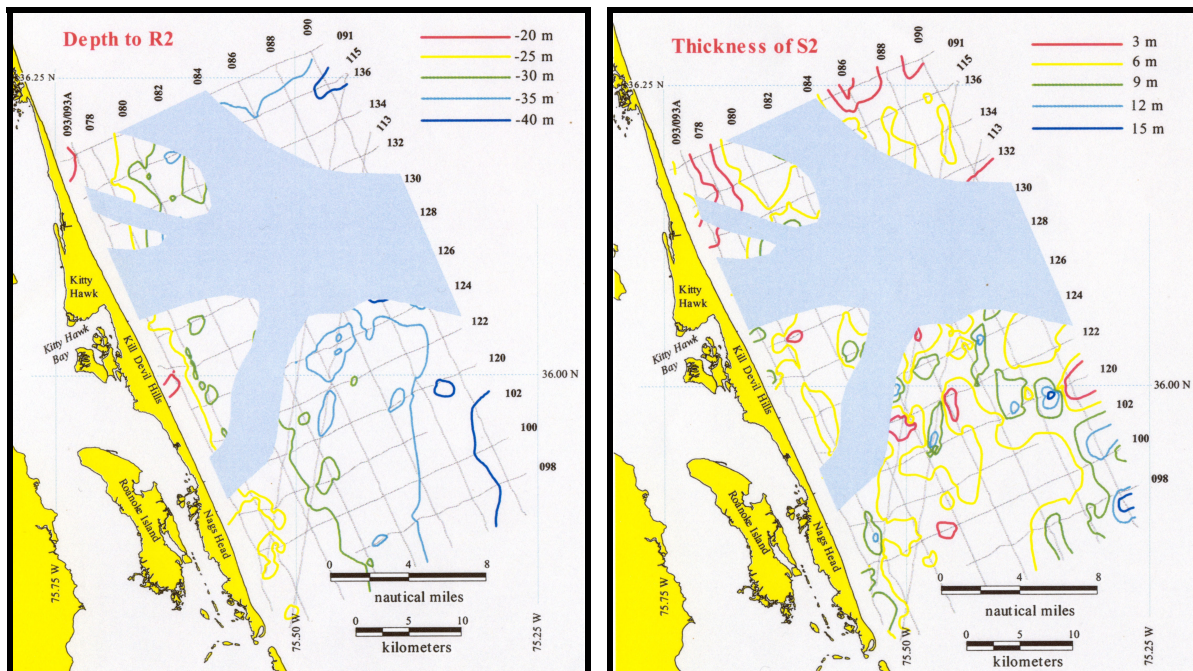 Depth to R2
-20 m
-25 m
-30 m
-35 m
-40 m
36.25 N
093/093A
078
080
082
084
086
088
090
091
115
136
134
113
132
130
128
126
124
122
120
102
100
098
36.00 N
Kitty
Hawk
Kitty Hawk
Bay
Kill Devil Hills
Roanoke Island
Nags Head
75.75 W
75.50 W
75.25 W
0 4 8
nautical miles
0 5 10
kilometers
Thickness of S2
3 m
6 m
9 m
12 m
15 m
36.25 N
093/093A
078
080
082
084
086
088
090
091
115
136
134
113
132
130
128
126
124
122
120
102
100
098
36.00 N
Kitty
Hawk
Kitty Hawk
Bay
Kill Devil Hills
Roanoke Island
Nags Head
75.75 W
75.50 W
75.25 W
0 4 8
nautical miles
0 5 10
kilometers